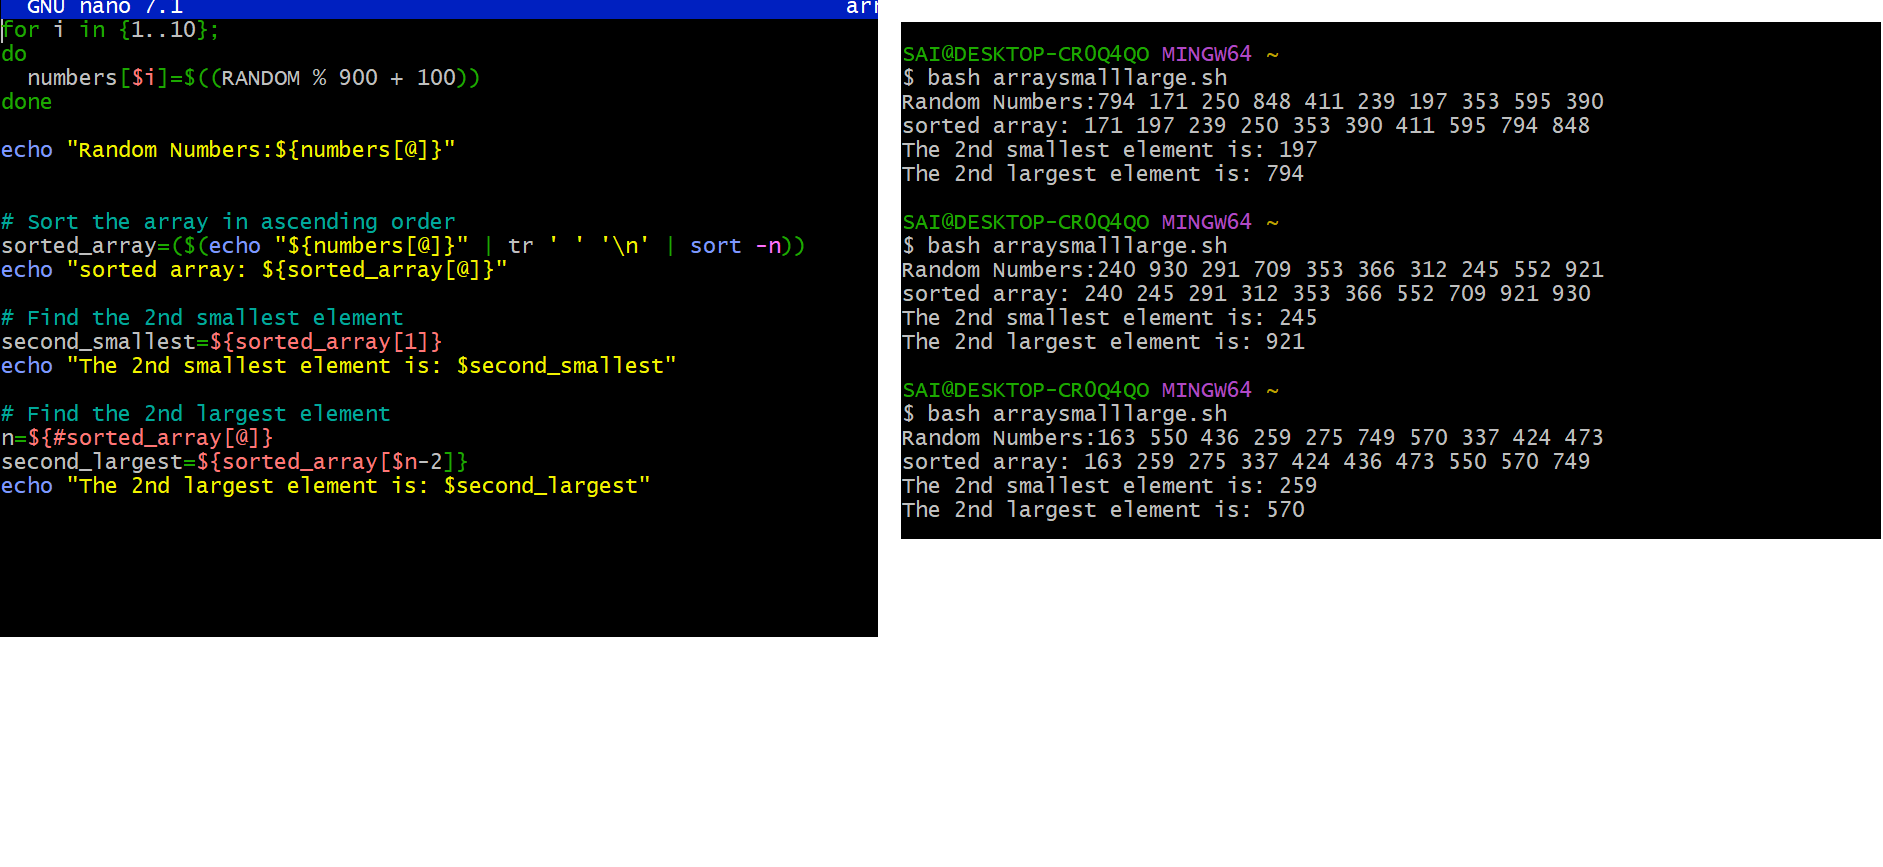 GNU nano 7.1
for i in {1..10};
do
  numbers[$i]=$((RANDOM % 900 + 100))
done
echo "Random Numbers:${numbers[@]}"
# Sort the array in ascending order
sorted_array=($(echo "${numbers[@]}" | tr ' ' '\n' | sort -n))
echo "sorted array: ${sorted_array[@]}"
# Find the 2nd smallest element
second_smallest=${sorted_array[1]}
echo "The 2nd smallest element is: $second_smallest"
# Find the 2nd largest element
n=${#sorted_array[@]}
second_largest=${sorted_array[$n-2]}
echo "The 2nd largest element is: $second_largest"
SAI@DESKTOP-CR0Q4QO MINGW64 ~
$ bash arraysmalllarge.sh
Random Numbers:794 171 250 848 411 239 197 353 595 390
sorted array: 171 197 239 250 353 390 411 595 794 848
The 2nd smallest element is: 197
The 2nd largest element is: 794
SAI@DESKTOP-CR0Q4QO MINGW64 ~
$ bash arraysmalllarge.sh
Random Numbers:240 930 291 709 353 366 312 245 552 921
sorted array: 240 245 291 312 353 366 552 709 921 930
The 2nd smallest element is: 245
The 2nd largest element is: 921
SAI@DESKTOP-CR0Q4QO MINGW64 ~
$ bash arraysmalllarge.sh
Random Numbers:163 550 436 259 275 749 570 337 424 473
sorted array: 163 259 275 337 424 436 473 550 570 749
The 2nd smallest element is: 259
The 2nd largest element is: 570